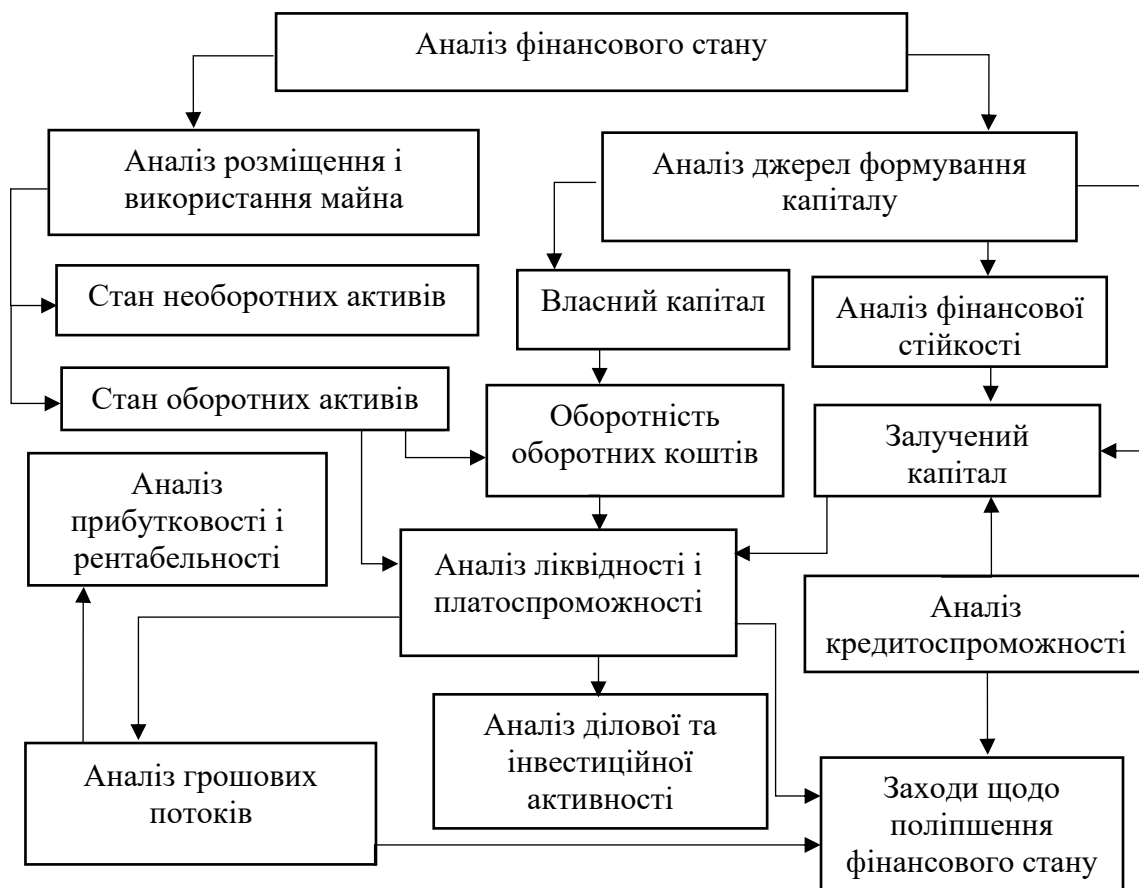 Аналіз фінансового стану
Аналіз розміщення і
використання майна
Аналіз джерел формування
капіталу
Стан необоротних активів
Власний капітал
Аналіз фінансової
стійкості
Стан оборотних активів
Оборотність
оборотних коштів
Залучений
капітал
Аналіз
прибутковості і
рентабельності
Аналіз ліквідності і
платоспроможності
Аналіз
кредитоспроможності
Аналіз грошових
потоків
Аналіз ділової та
інвестиційної
активності
Заходи щодо
поліпшення
фінансового стану